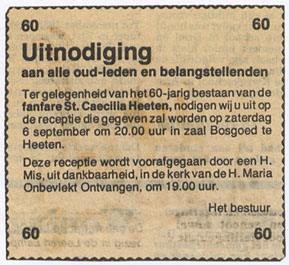 60 60
Uitnodiging
aan alle oud-leden en belangstellenden
Ter gelegenheid van het 60-jarig bestaan van de
fanfare St. Caecilia Heeten, nodigen wij u uit op
de receptie die gegeven zal worden op zaterdag
6 september om 20.00 uur in zaal Bosgoed te
Heeten.
Deze receptie wordt voorafgegaan door een H.
Mis, uit dankbaarheid, in de kerk van de H. Maria
Onbevlekt Ontvangen, om 19.00 uur.
Het bestuur
60 60